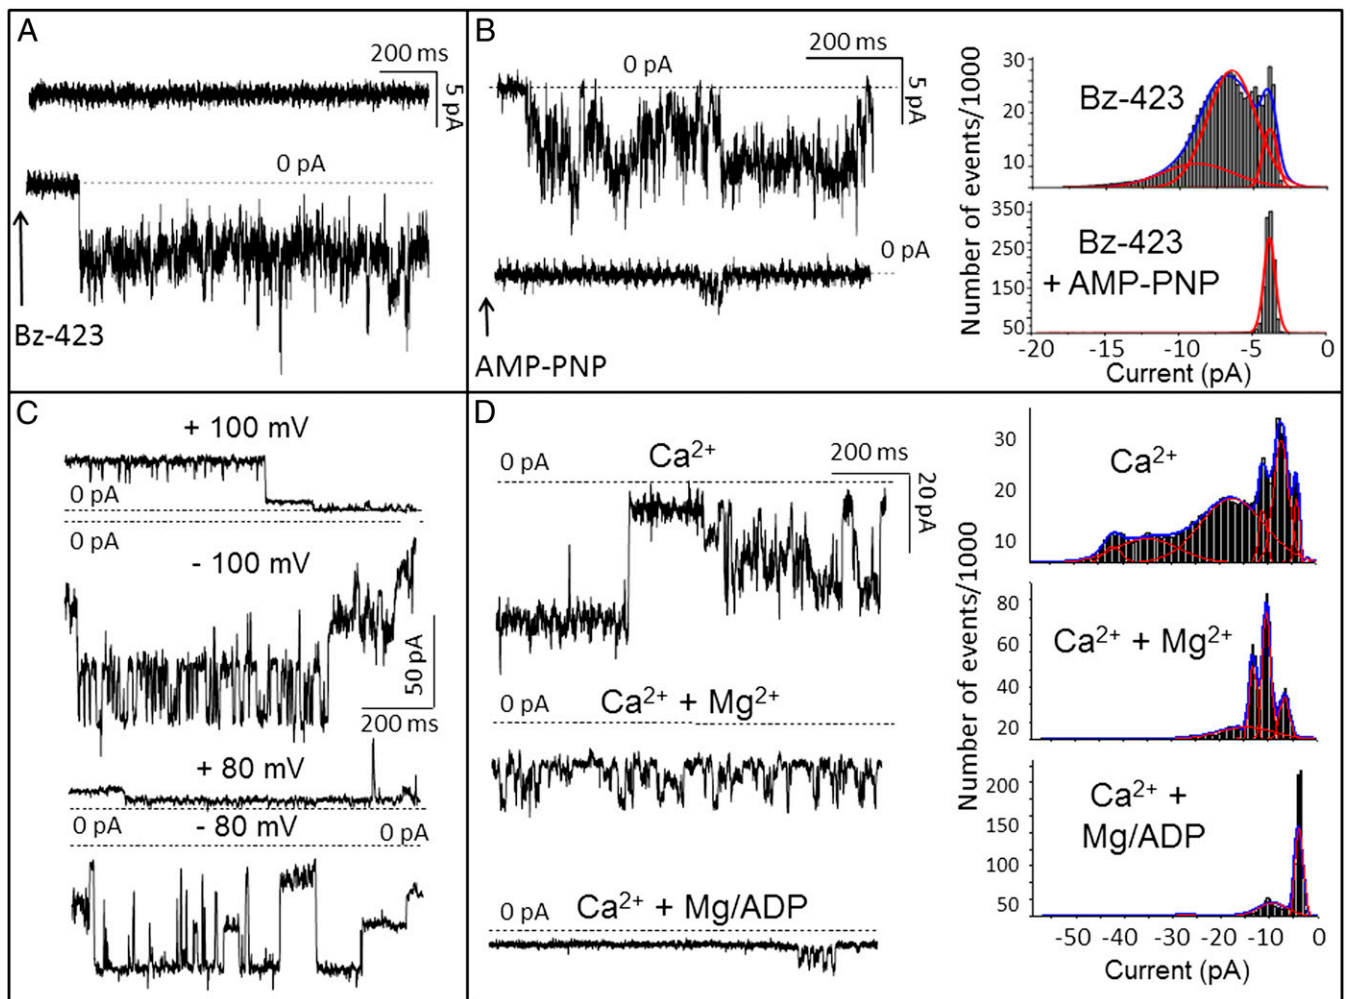 A
200 ms
5 pA
0 pA
Bz-423
B
200 ms
0 pA
5 pA
0 pA
AMP-PNP
Number of events/1000
30
20
10
Bz-423
350
250
150
50
Bz-423
+ AMP-PNP
-20 -15 -10 -5 0
Current (pA)
C
+ 100 mV
0 pA
0 pA
- 100 mV
50 pA
200 ms
+ 80 mV
0 pA - 80 mV 0 pA
D
0 pA Ca²⁺ 200 ms
20 pA
0 pA Ca²⁺ + Mg²⁺
0 pA Ca²⁺ + Mg/ADP
Number of events/1000
30
20
10
Ca²⁺
80
60
40
20
Ca²⁺ + Mg²⁺
200
150
100
50
Ca²⁺ +
Mg/ADP
-50 -40 -30 -20 -10 0
Current (pA)